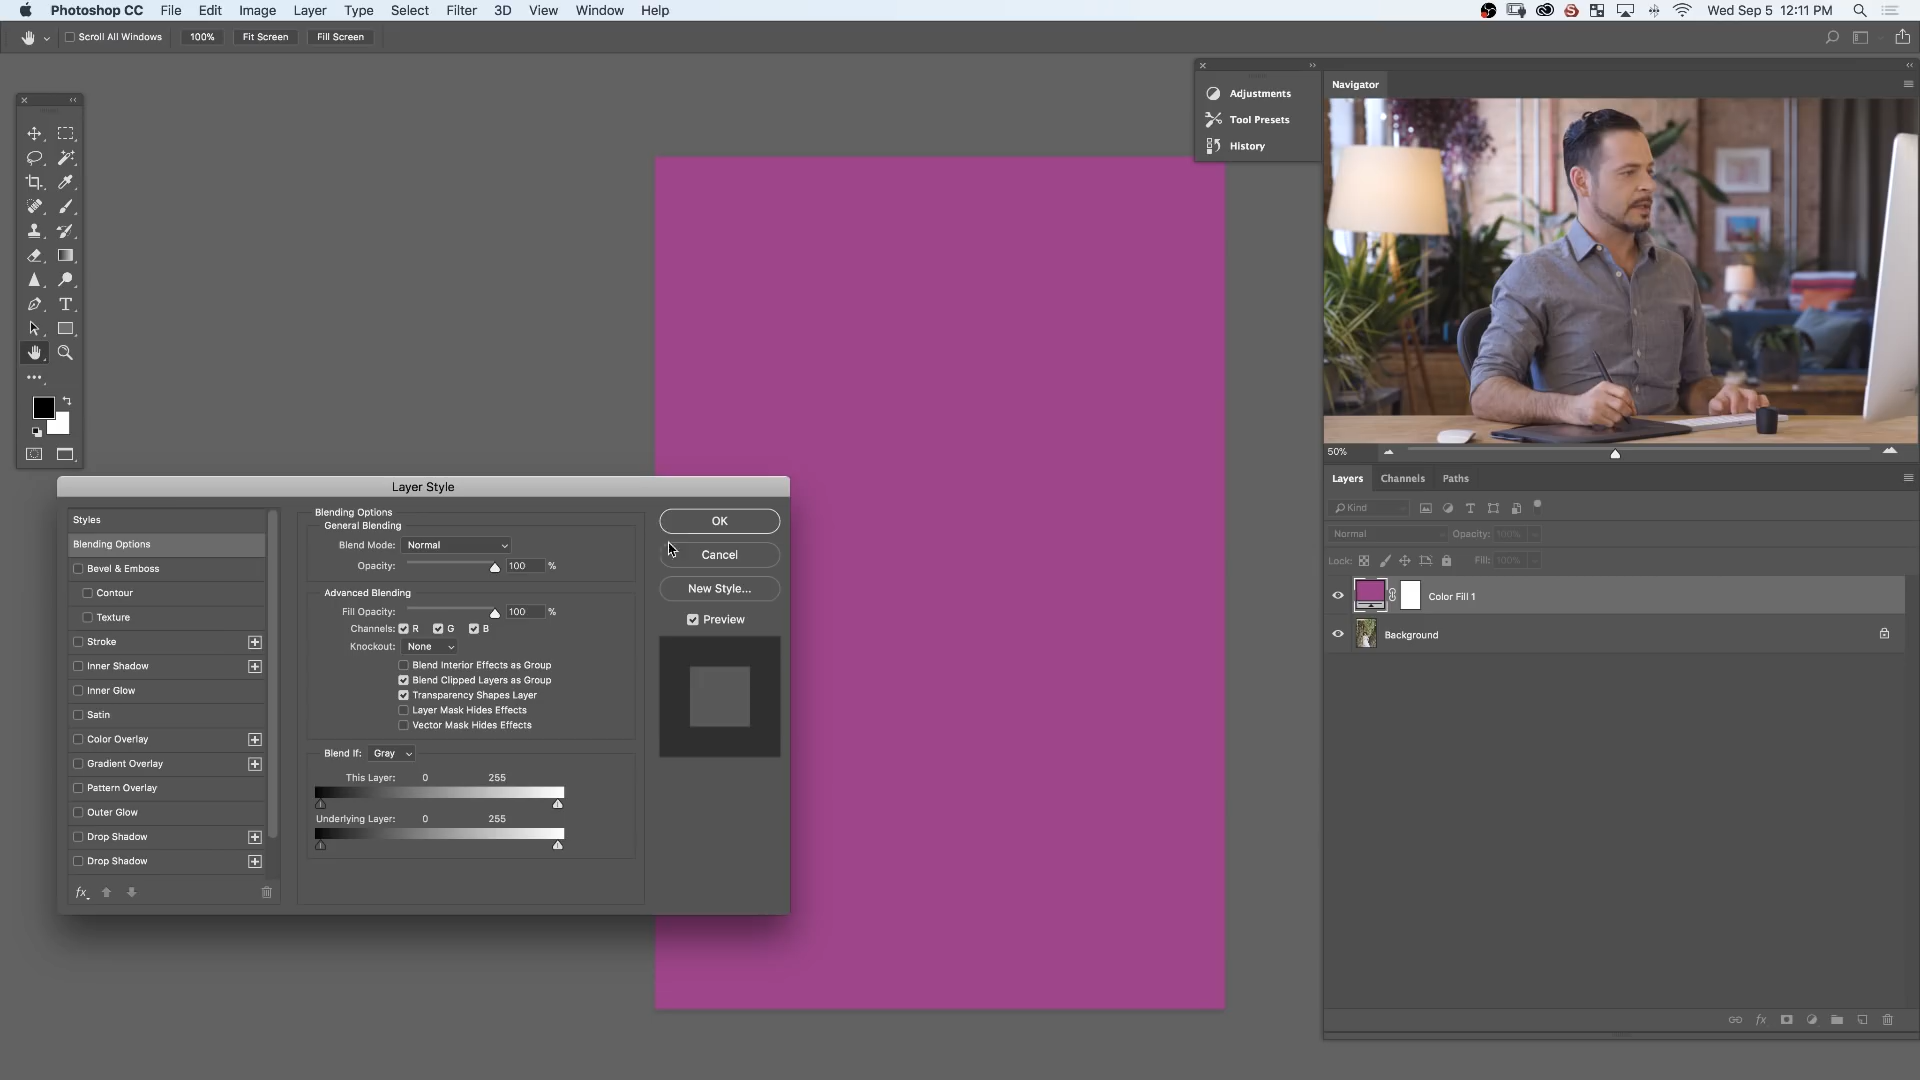 Photoshop CC File Edit Image Layer Type Select Filter 3D View Window Help Wed Sep 5 12:11 PM
Scroll All Windows 100% Fit Screen Fill Screen
Adjustments
Tool Presets
History
Navigator
50%
Layers Channels Paths
Kind
Normal Opacity: 100%
Lock: Fill: 100%
Color Fill 1
Background
fx
Layer Style
Styles
Blending Options
Bevel & Emboss
Contour
Texture
Stroke
Inner Shadow
Inner Glow
Satin
Color Overlay
Gradient Overlay
Pattern Overlay
Outer Glow
Drop Shadow
Drop Shadow
fx
Blending Options
General Blending
Blend Mode: Normal
Opacity: 100 %
Advanced Blending
Fill Opacity: 100 %
Channels: R G B
Knockout: None
Blend Interior Effects as Group
Blend Clipped Layers as Group
Transparency Shapes Layer
Layer Mask Hides Effects
Vector Mask Hides Effects
Blend If: Gray
This Layer: 0 255
Underlying Layer: 0 255
OK
Cancel
New Style...
Preview